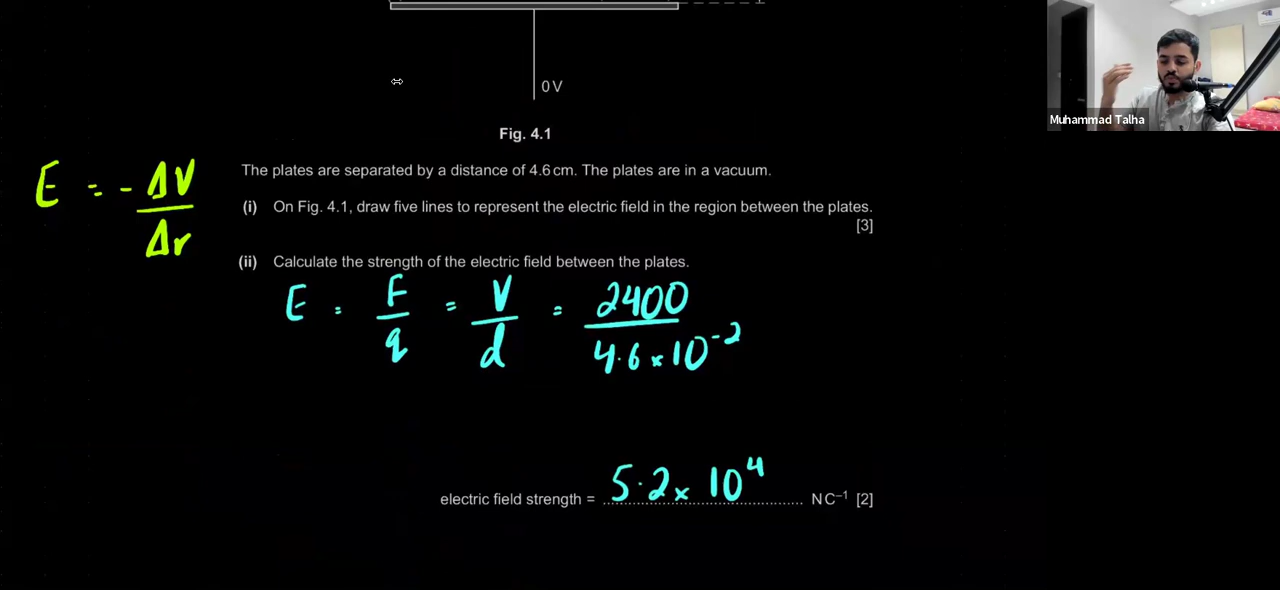 0 V
Fig. 4.1
Muhammad Talha
E = - ΔV / Δr
The plates are separated by a distance of 4.6 cm. The plates are in a vacuum.
(i) On Fig. 4.1, draw five lines to represent the electric field in the region between the plates.
[3]
(ii) Calculate the strength of the electric field between the plates.
E = F / q = V / d = 2400 / 4.6 × 10⁻²
electric field strength = 5.2 × 10⁴ N C⁻¹ [2]